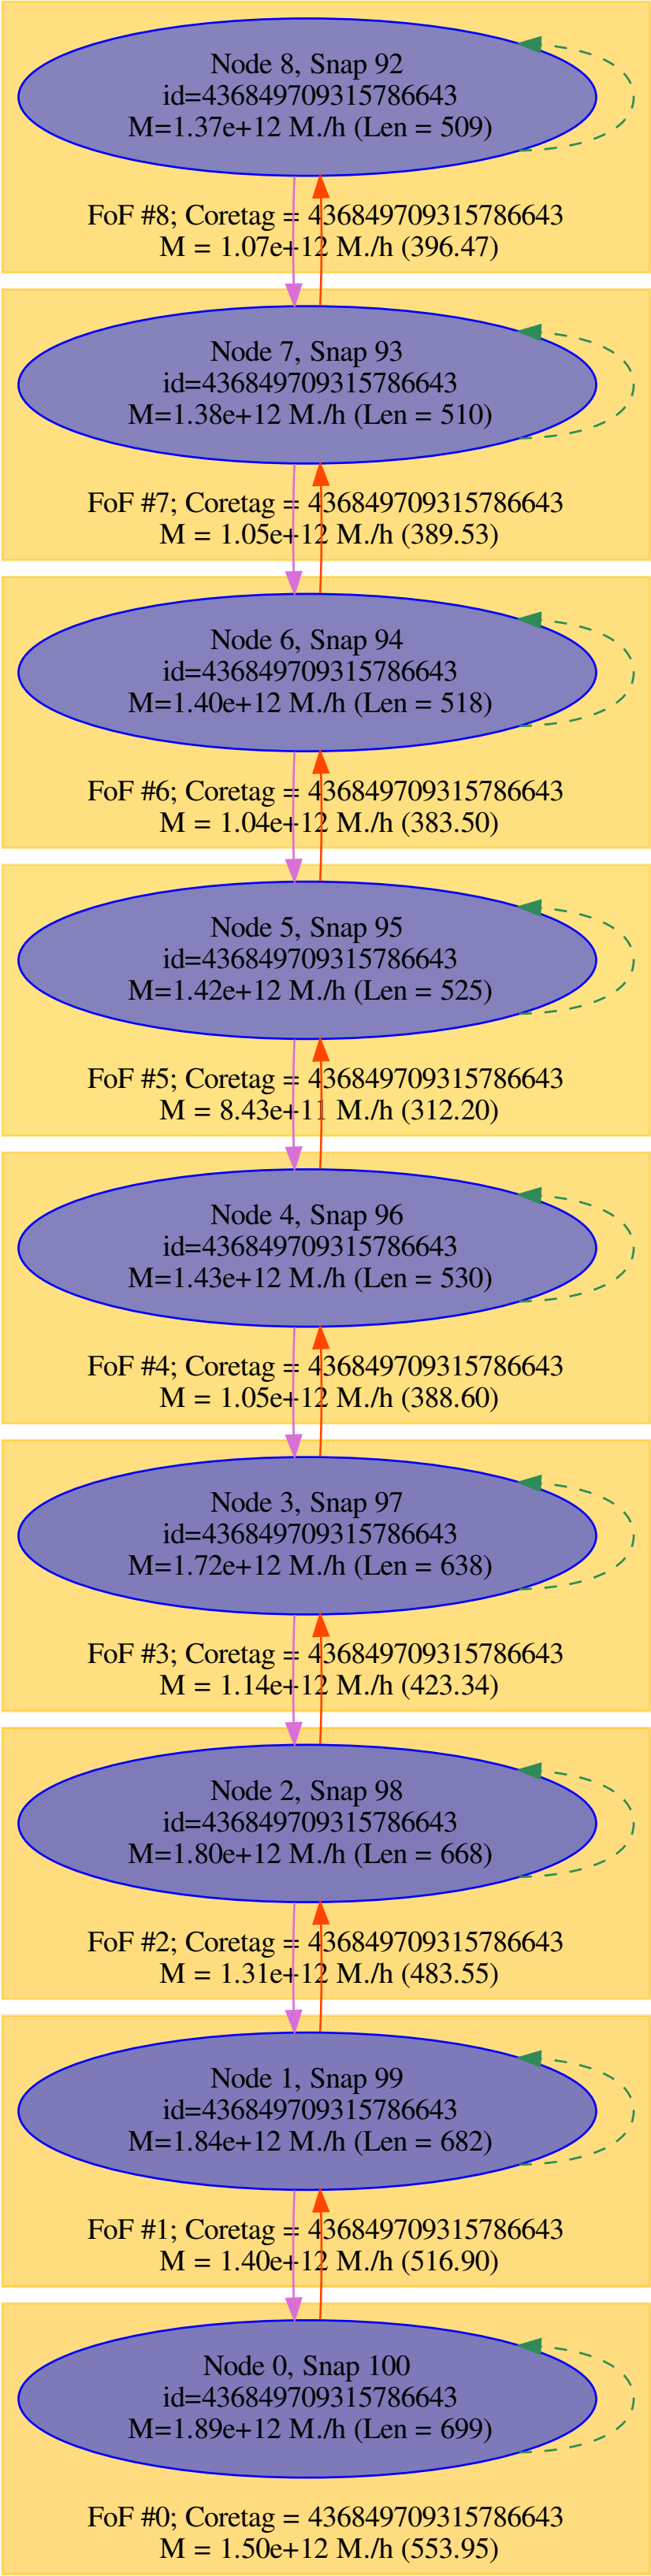 Node 8, Snap 92
id=436849709315786643
M=1.37e+12 M./h (Len = 509)
FoF #8; Coretag = 436849709315786643
M = 1.07e+12 M./h (396.47)
Node 7, Snap 93
id=436849709315786643
M=1.38e+12 M./h (Len = 510)
FoF #7; Coretag = 436849709315786643
M = 1.05e+12 M./h (389.53)
Node 6, Snap 94
id=436849709315786643
M=1.40e+12 M./h (Len = 518)
FoF #6; Coretag = 436849709315786643
M = 1.04e+12 M./h (383.50)
Node 5, Snap 95
id=436849709315786643
M=1.42e+12 M./h (Len = 525)
FoF #5; Coretag = 436849709315786643
M = 8.43e+11 M./h (312.20)
Node 4, Snap 96
id=436849709315786643
M=1.43e+12 M./h (Len = 530)
FoF #4; Coretag = 436849709315786643
M = 1.05e+12 M./h (388.60)
Node 3, Snap 97
id=436849709315786643
M=1.72e+12 M./h (Len = 638)
FoF #3; Coretag = 436849709315786643
M = 1.14e+12 M./h (423.34)
Node 2, Snap 98
id=436849709315786643
M=1.80e+12 M./h (Len = 668)
FoF #2; Coretag = 436849709315786643
M = 1.31e+12 M./h (483.55)
Node 1, Snap 99
id=436849709315786643
M=1.84e+12 M./h (Len = 682)
FoF #1; Coretag = 436849709315786643
M = 1.40e+12 M./h (516.90)
Node 0, Snap 100
id=436849709315786643
M=1.89e+12 M./h (Len = 699)
FoF #0; Coretag = 436849709315786643
M = 1.50e+12 M./h (553.95)